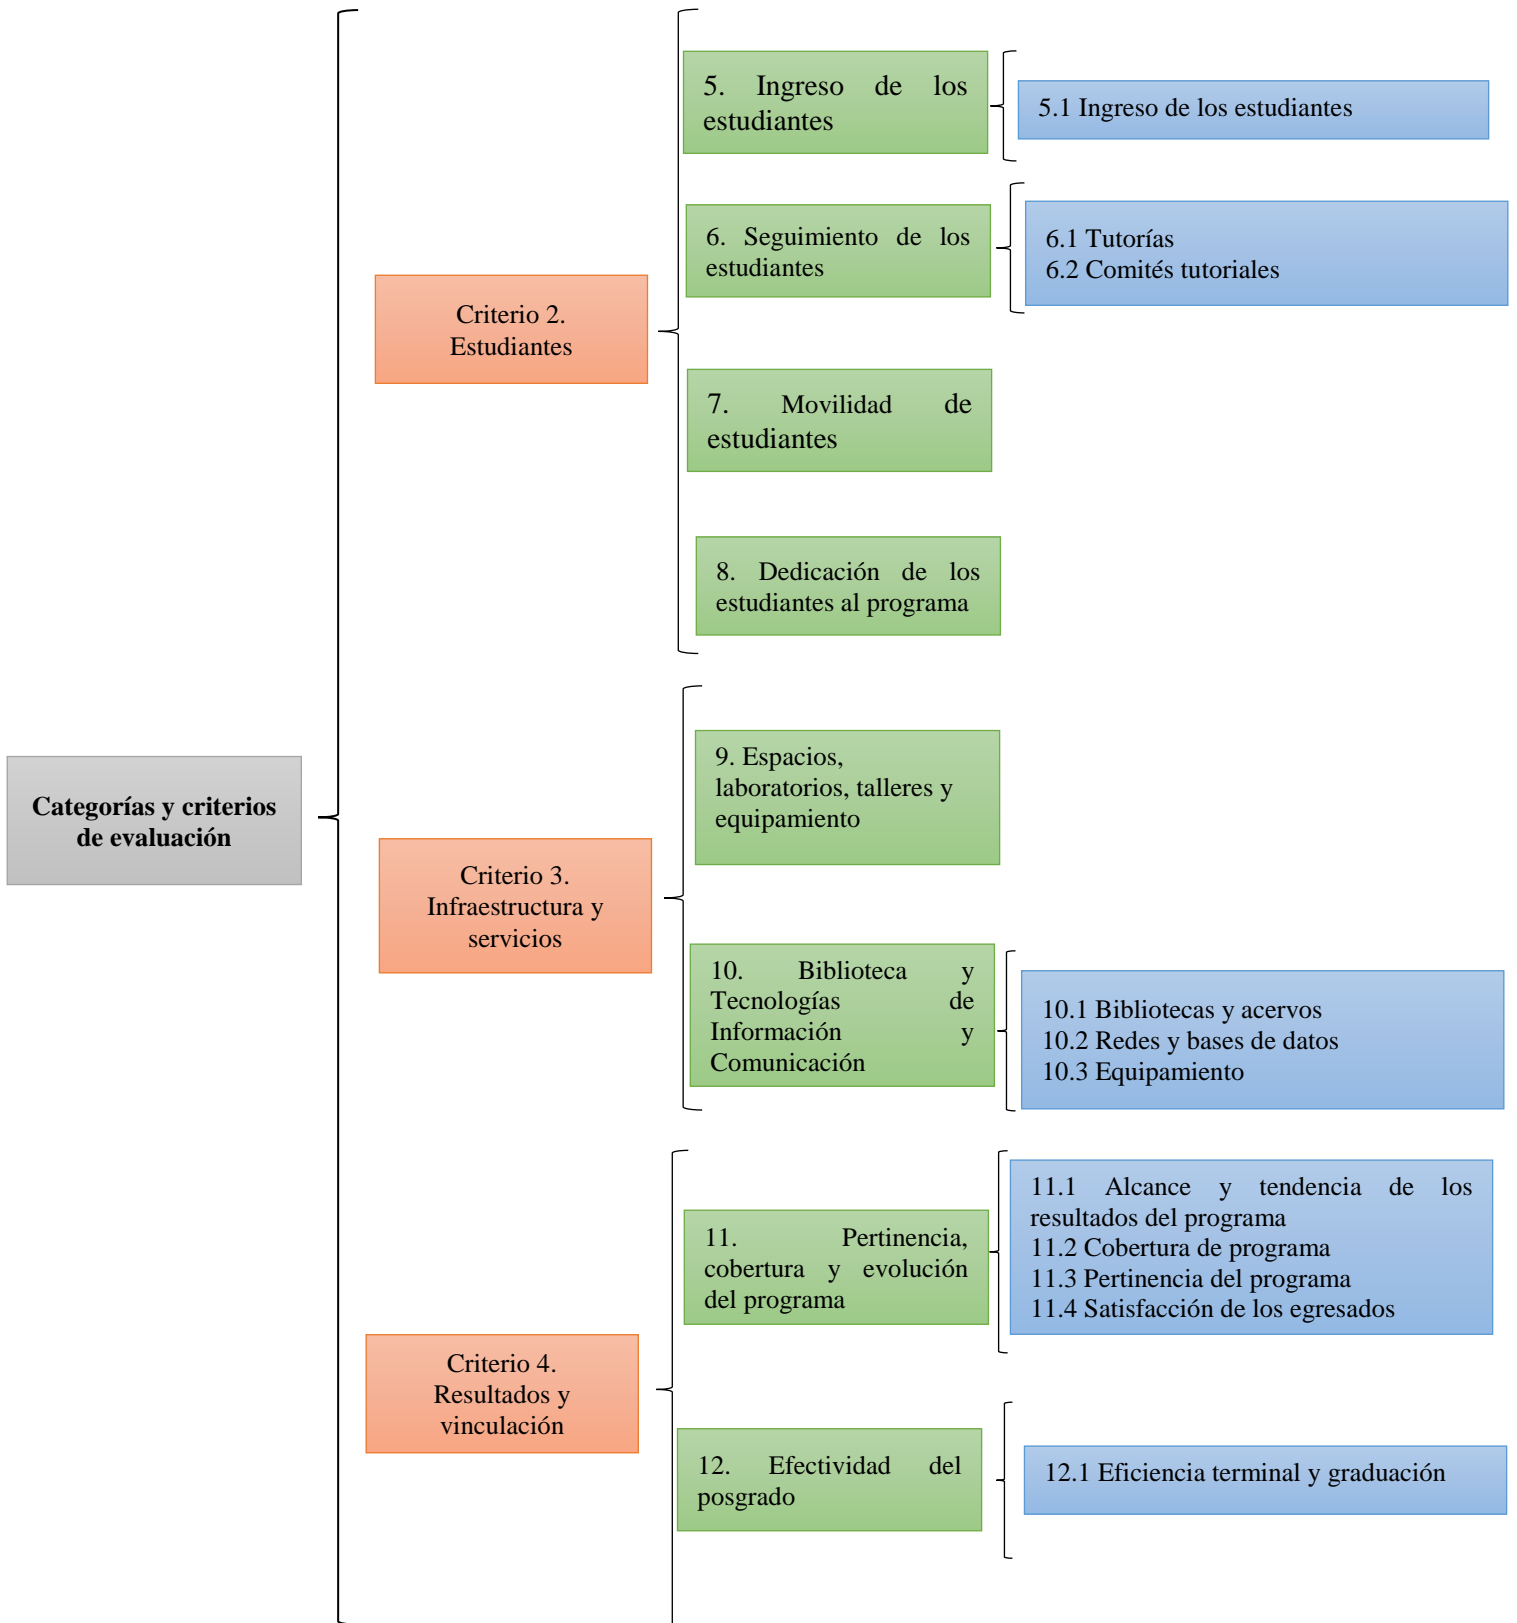 Categorías y criterios
de evaluación
Criterio 2.
Estudiantes
5. Ingreso de los
estudiantes
5.1 Ingreso de los estudiantes
6. Seguimiento de los
estudiantes
6.1 Tutorías
6.2 Comités tutoriales
7. Movilidad de
estudiantes
8. Dedicación de los
estudiantes al programa
Criterio 3.
Infraestructura y
servicios
9. Espacios,
laboratorios, talleres y
equipamiento
10. Biblioteca y
Tecnologías de
Información y
Comunicación
10.1 Bibliotecas y acervos
10.2 Redes y bases de datos
10.3 Equipamiento
Criterio 4.
Resultados y
vinculación
11. Pertinencia,
cobertura y evolución
del programa
11.1 Alcance y tendencia de los
resultados del programa
11.2 Cobertura de programa
11.3 Pertinencia del programa
11.4 Satisfacción de los egresados
12. Efectividad del
posgrado
12.1 Eficiencia terminal y graduación